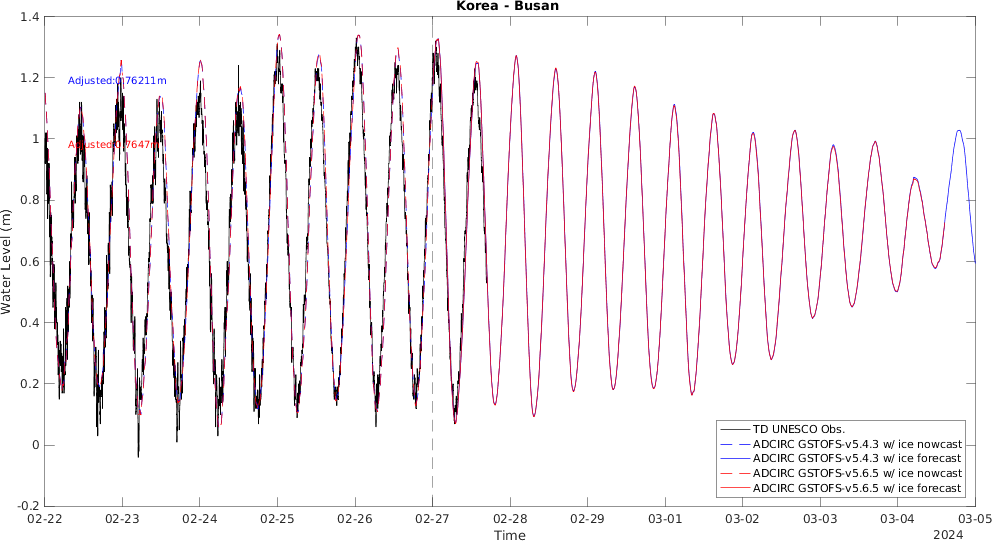 Korea - Busan
1.4
1.2
1
0.8
0.6
0.4
0.2
0
-0.2
Water Level (m)
Adjusted:0.76211m
Adjusted:0.7647m
TD UNESCO Obs.
ADCIRC GSTOFS-v5.4.3 w/ ice nowcast
ADCIRC GSTOFS-v5.4.3 w/ ice forecast
ADCIRC GSTOFS-v5.6.5 w/ ice nowcast
ADCIRC GSTOFS-v5.6.5 w/ ice forecast
02-22 02-23 02-24 02-25 02-26 02-27 02-28 02-29 03-01 03-02 03-03 03-04 03-05
Time
2024